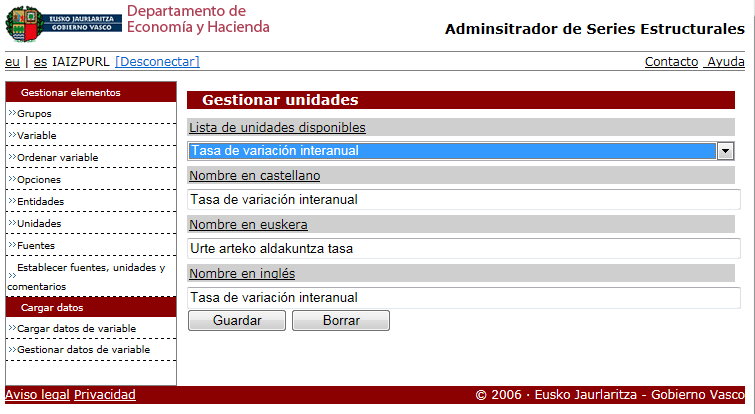 EUSKO JAURLARITZA
GOBIERNO VASCO
Departamento de
Economía y Hacienda
Adminsitrador de Series Estructurales
eu | es IAIZPURL [Desconectar]
Contacto Ayuda
Gestionar elementos
Grupos
Variable
Ordenar variable
Opciones
Entidades
Unidades
Fuentes
Establecer fuentes, unidades y
comentarios
Cargar datos
Cargar datos de variable
Gestionar datos de variable
Gestionar unidades
Lista de unidades disponibles
Tasa de variación interanual
Nombre en castellano
Tasa de variación interanual
Nombre en euskera
Urte arteko aldakuntza tasa
Nombre en inglés
Tasa de variación interanual
Guardar Borrar
Aviso legal Privacidad
© 2006 · Eusko Jaurlaritza - Gobierno Vasco